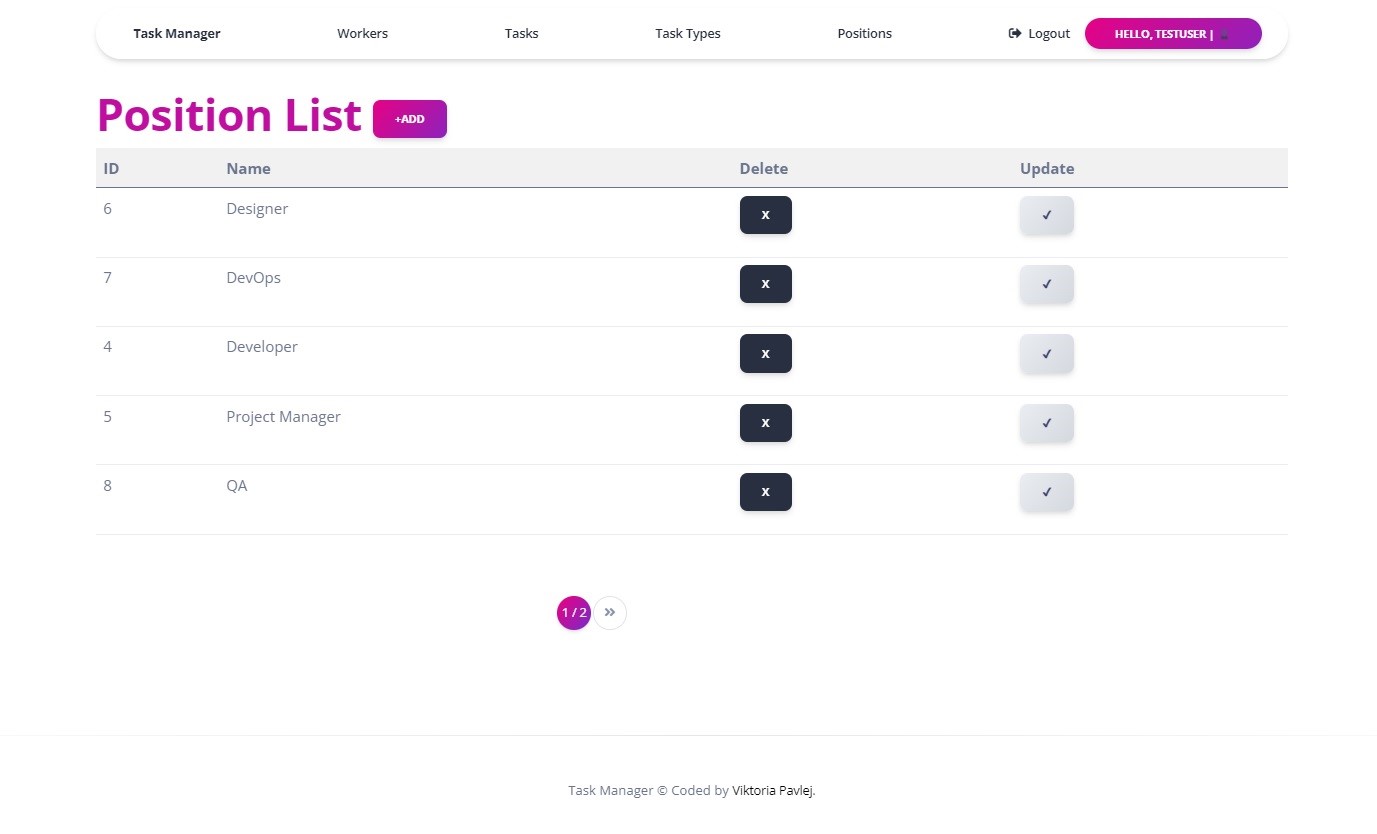 Task Manager Workers Tasks Task Types Positions Logout HELLO, TESTUSER |
Position List +ADD
ID Name Delete Update
6 Designer X ✓
7 DevOps X ✓
4 Developer X ✓
5 Project Manager X ✓
8 QA X ✓
1 / 2 »
Task Manager © Coded by Viktoria Pavlej.